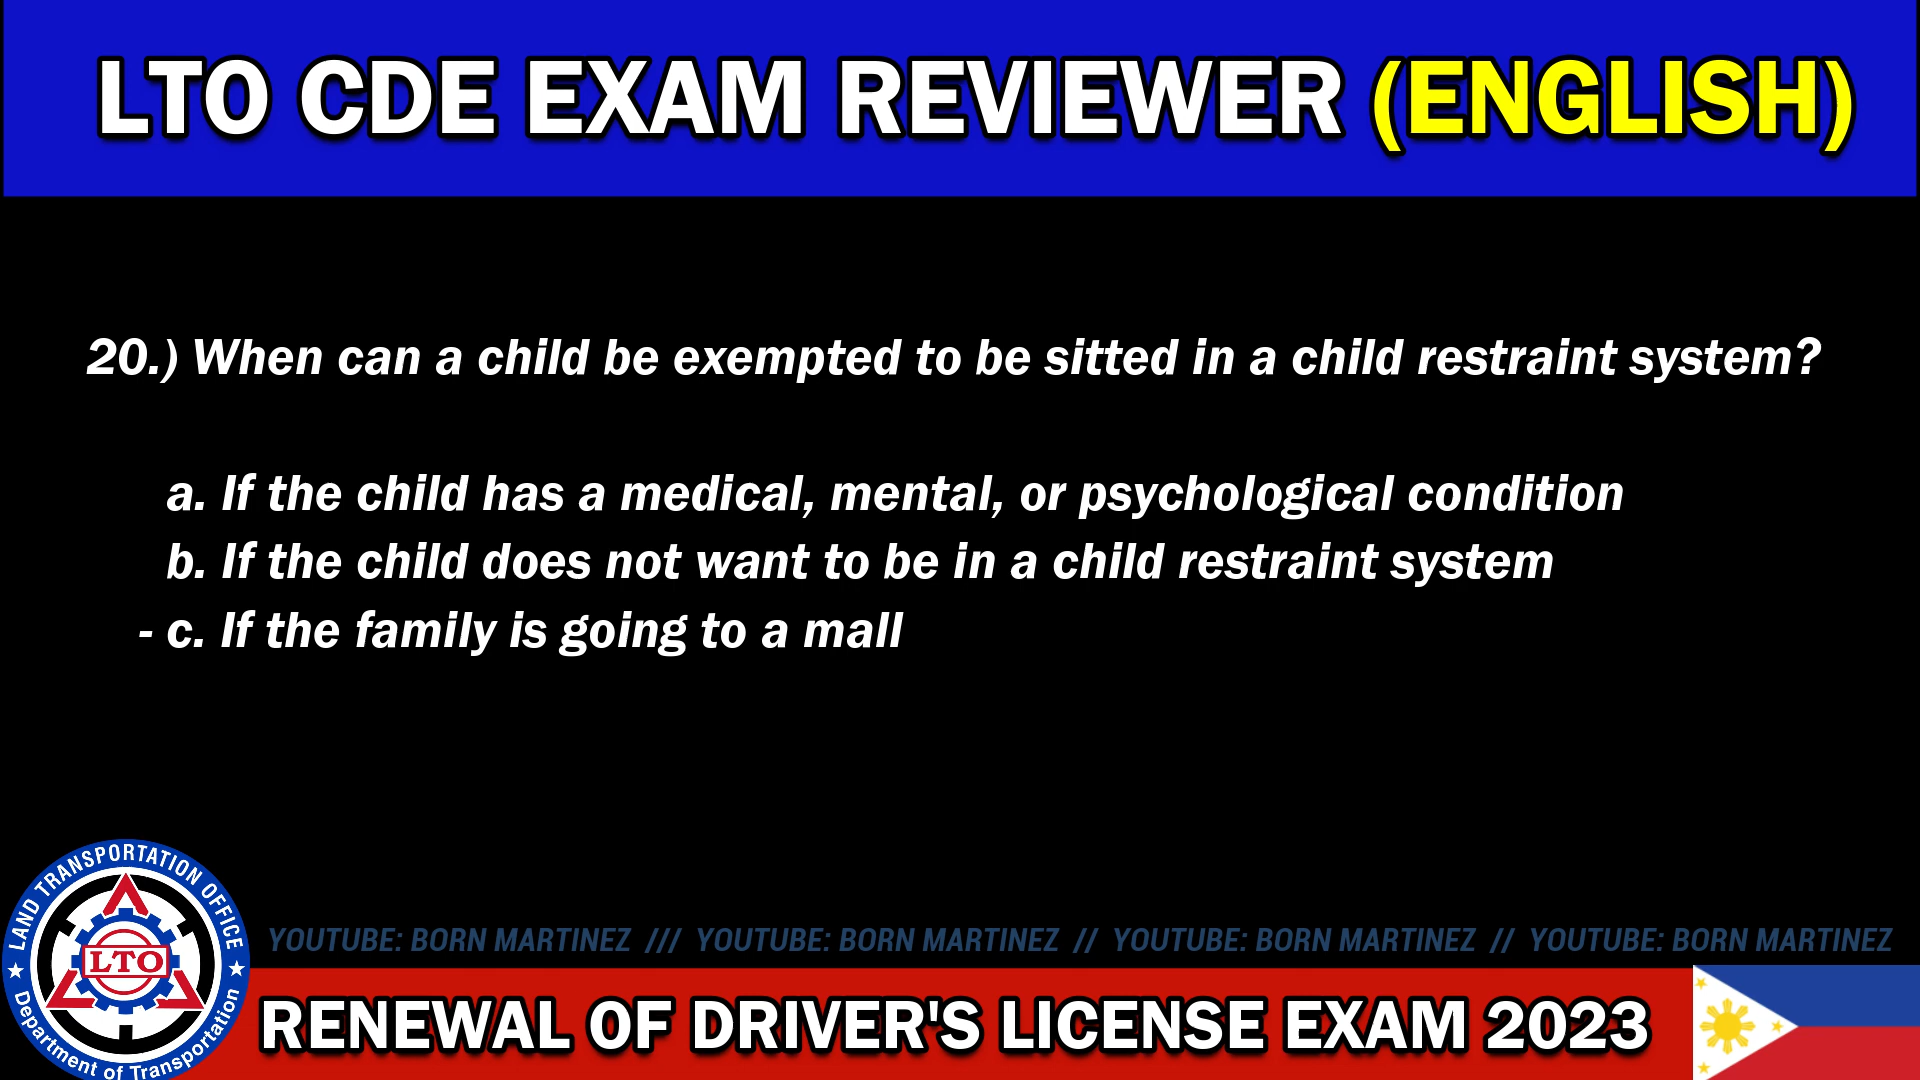 LTO CDE EXAM REVIEWER (ENGLISH)
20.) When can a child be exempted to be sitted in a child restraint system?
a. If the child has a medical, mental, or psychological condition
b. If the child does not want to be in a child restraint system
- c. If the family is going to a mall
YOUTUBE: BORN MARTINEZ /// YOUTUBE: BORN MARTINEZ // YOUTUBE: BORN MARTINEZ // YOUTUBE: BORN MARTINEZ
LAND TRANSPORTATION OFFICE
LTO
Department of Transportation
RENEWAL OF DRIVER'S LICENSE EXAM 2023